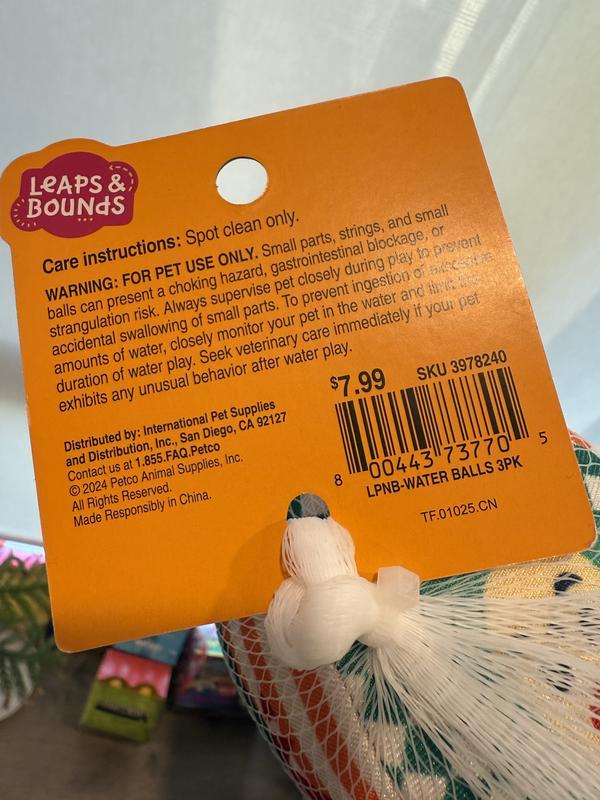 LEAPS &
BOUNDS
Care instructions: Spot clean only.
WARNING: FOR PET USE ONLY. Small parts, strings, and small
balls can present a choking hazard, gastrointestinal blockage, or
strangulation risk. Always supervise pet closely during play to prevent
accidental swallowing of small parts. To prevent ingestion of excessive
amounts of water, closely monitor your pet in the water and limit the
duration of water play. Seek veterinary care immediately if your pet
exhibits any unusual behavior after water play.
Distributed by: International Pet Supplies
and Distribution, Inc., San Diego, CA 92127
Contact us at 1.855.FAQ.Petco
© 2024 Petco Animal Supplies, Inc.
All Rights Reserved.
Made Responsibly in China.
$7.99 SKU 3978240
8 00443 73770 5
LPNB-WATER BALLS 3PK
TF.01025.CN